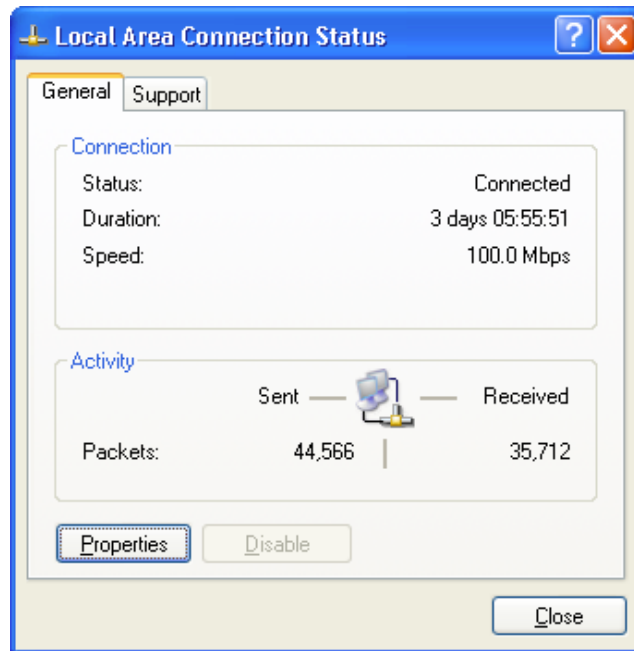 Local Area Connection Status
General Support
Connection
Status: Connected
Duration: 3 days 05:55:51
Speed: 100.0 Mbps
Activity
Sent Received
Packets: 44,566 35,712
Properties Disable
Close